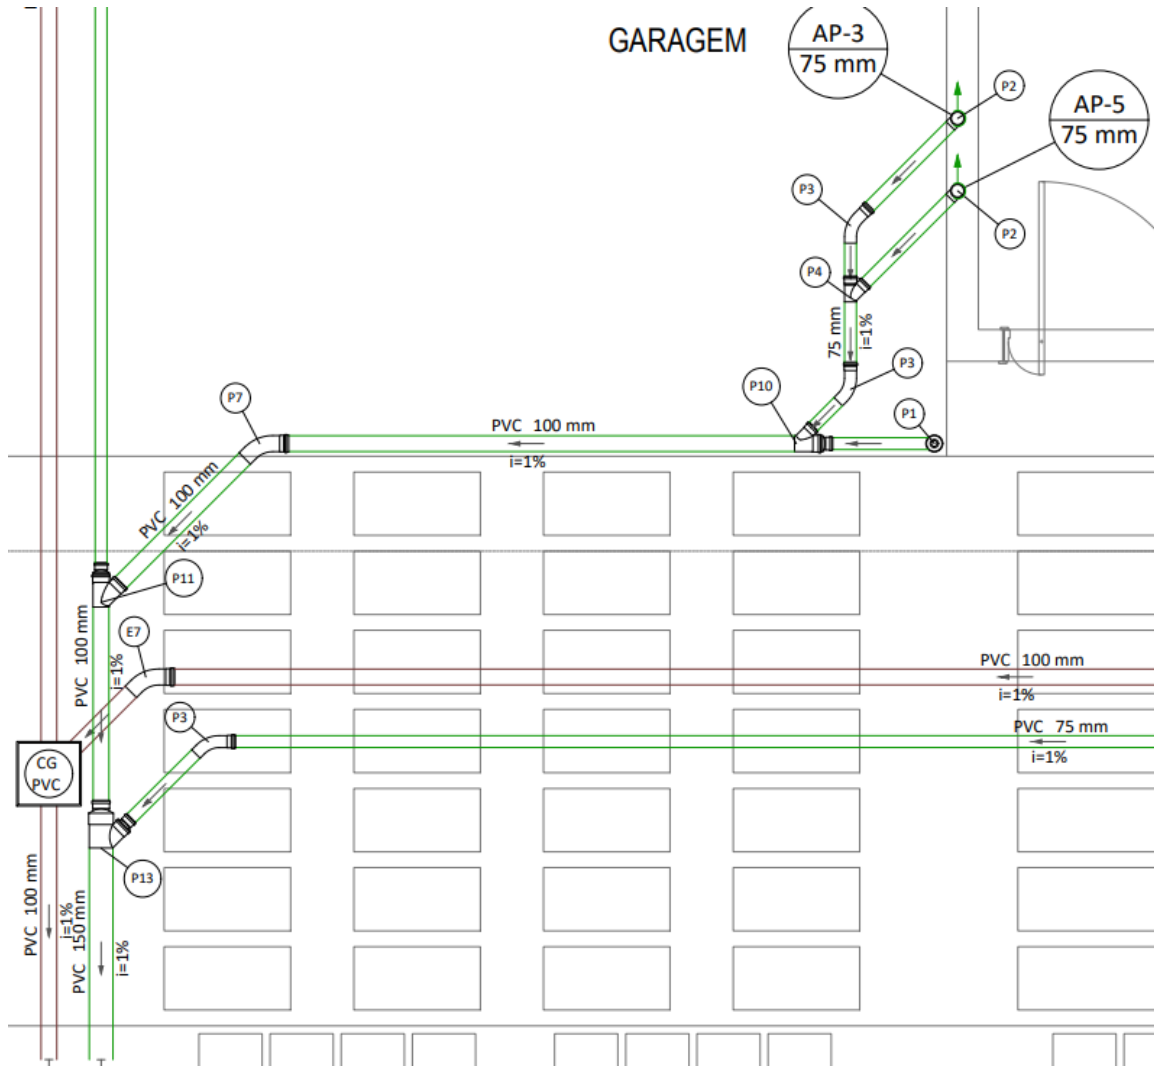 GARAGEM
AP-3
75 mm
P2
AP-5
75 mm
P3
P2
P4
75 mm
i=1%
P3
P10
P7
P1
PVC 100 mm
i=1%
PVC 100 mm
i=1%
P11
PVC 100 mm
i=1%
E7
PVC 100 mm
i=1%
P3
PVC 75 mm
i=1%
CG
PVC
P13
PVC 100 mm
i=1%
PVC 150 mm
i=1%